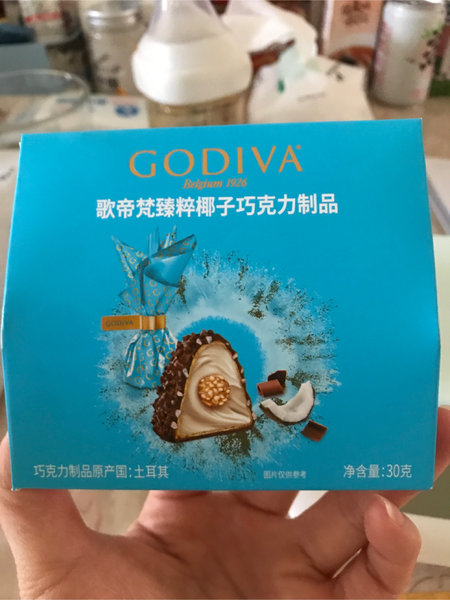 GODIVA
Belgium 1926
歌帝梵臻粹椰子巧克力制品
GODIVA
巧克力制品原产国:土耳其
图片仅供参考
净含量:30克